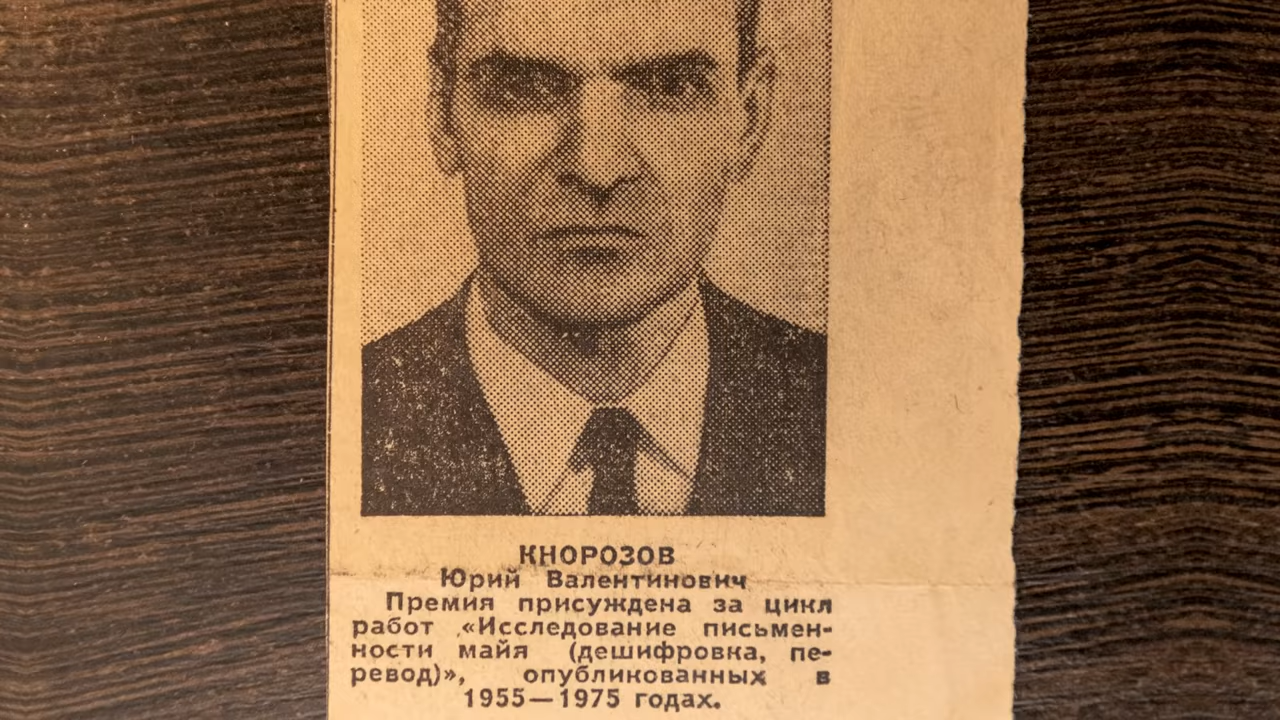 КНОРОЗОВ
Юрий Валентинович
Премия присуждена за цикл
работ «Исследование письмен-
ности майя (дешифровка, пе-
ревод)», опубликованных в
1955—1975 годах.